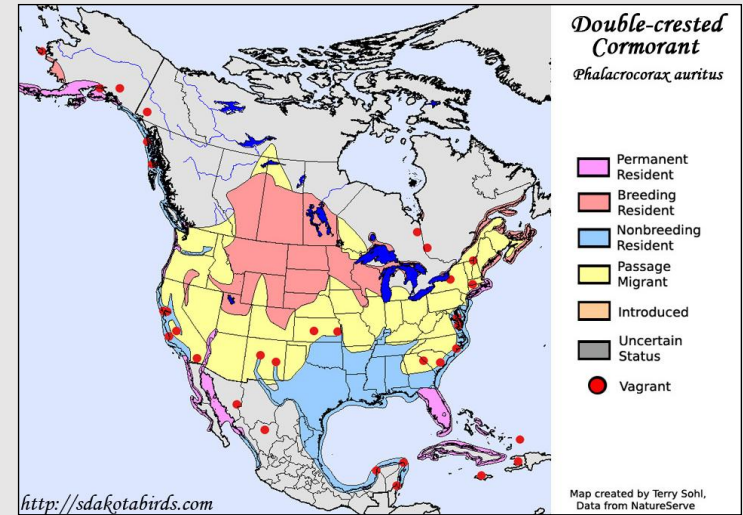 Double-crested
Cormorant
Phalacrocorax auritus
Permanent
Resident
Breeding
Resident
Nonbreeding
Resident
Passage
Migrant
Introduced
Uncertain
Status
Vagrant
Map created by Terry Sohl,
Data from NatureServe
http://sdakotabirds.com